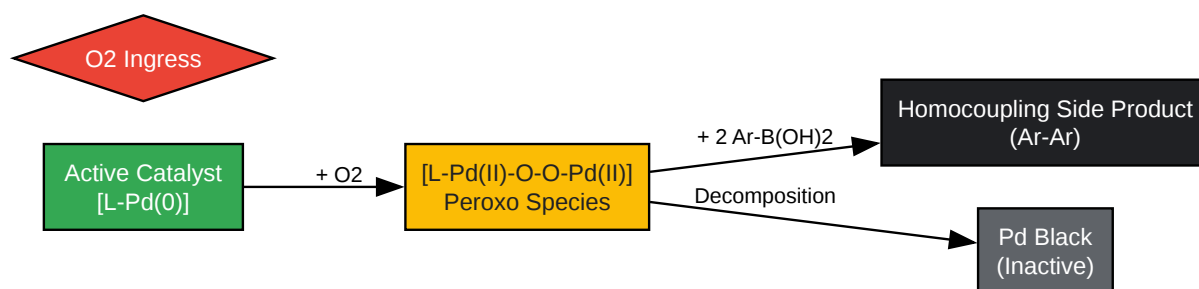 O2 Ingress
Active Catalyst
[L-Pd(0)]
+ O2
[L-Pd(II)-O-O-Pd(II)]
Peroxo Species
+ 2 Ar-B(OH)2
Decomposition
Homocoupling Side Product
(Ar-Ar)
Pd Black
(Inactive)